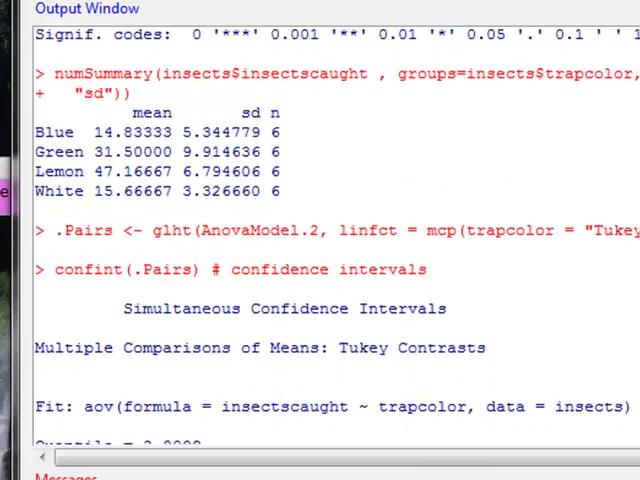 Output Window
Signif. codes:  0 '***' 0.001 '**' 0.01 '*' 0.05 '.' 0.1 ' ' 1
> numSummary(insects$insectscaught , groups=insects$trapcolor,
+   "sd"))
mean       sd n
Blue  14.83333 5.344779 6
Green 31.50000 9.914636 6
Lemon 47.16667 6.794606 6
White 15.66667 3.326660 6
> .Pairs <- glht(AnovaModel.2, linfct = mcp(trapcolor = "Tukey
> confint(.Pairs) # confidence intervals
Simultaneous Confidence Intervals
Multiple Comparisons of Means: Tukey Contrasts
Fit: aov(formula = insectscaught ~ trapcolor, data = insects)
Quantile =
Messages